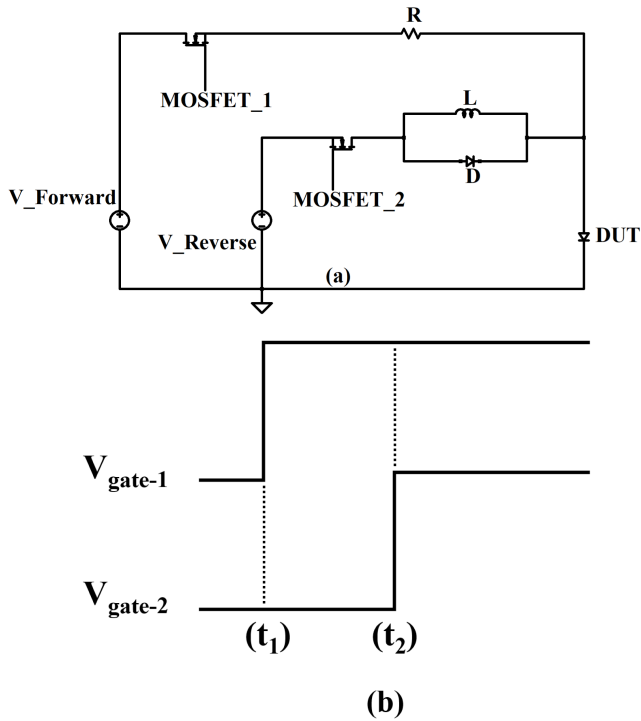 R
MOSFET_1
L
D
MOSFET_2
V_Forward
V_Reverse
DUT
(a)
Vgate-1
Vgate-2
(t1)
(t2)
(b)